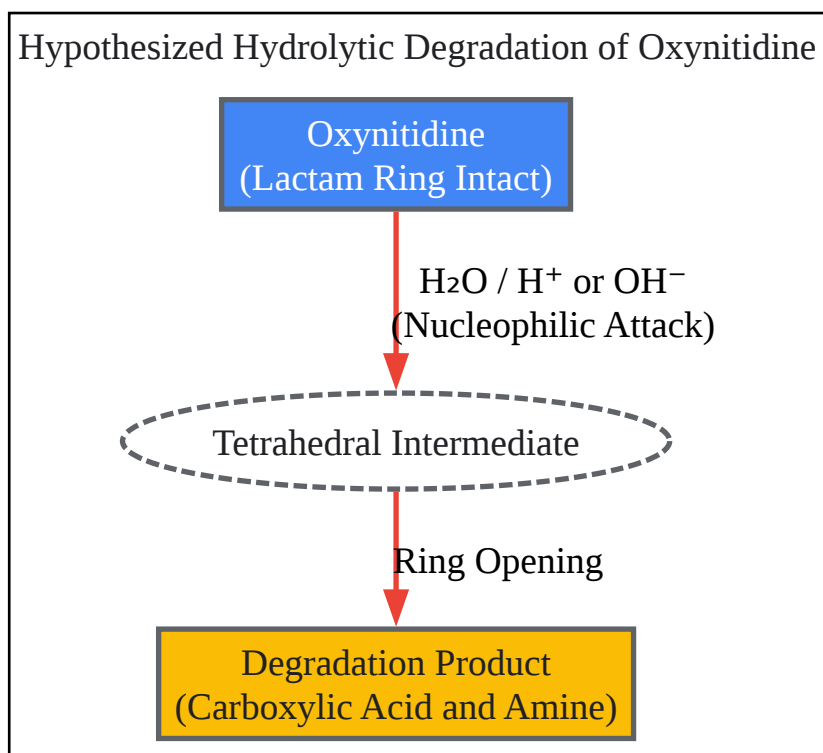 Hypothesized Hydrolytic Degradation of Oxynitidine
Oxynitidine
(Lactam Ring Intact)
H₂O / H⁺ or OH⁻
(Nucleophilic Attack)
Tetrahedral Intermediate
Ring Opening
Degradation Product
(Carboxylic Acid and Amine)